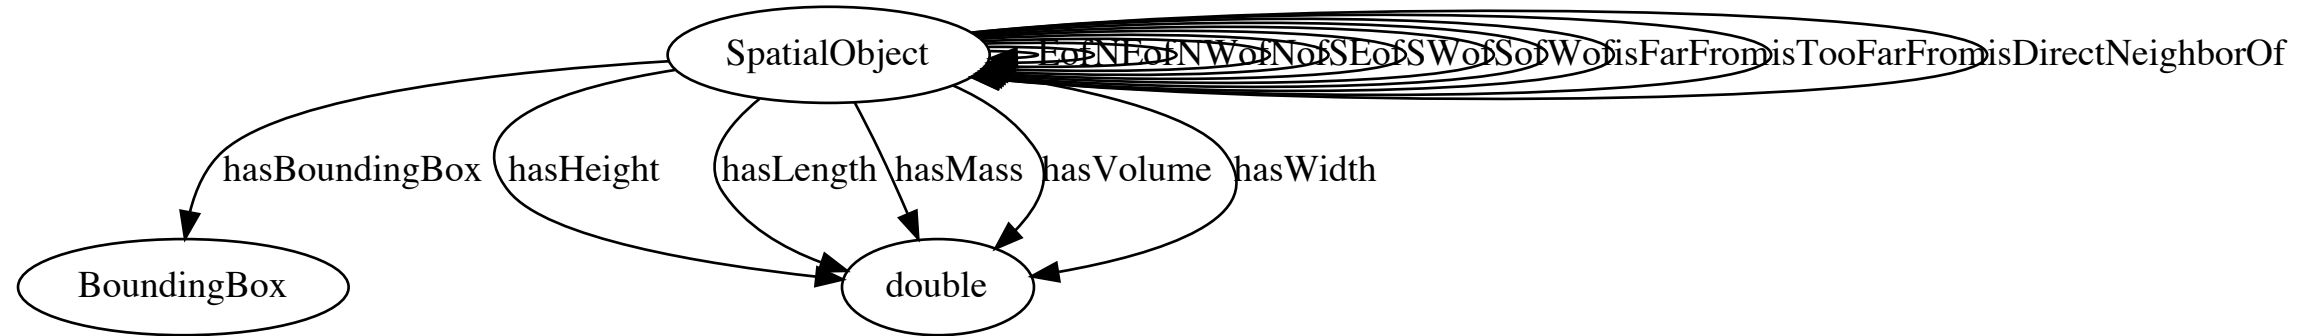 SpatialObject
EofNEofNWofNofSEofSWofSofWofisFarFromisTooFarFromisDirectNeighborOf
hasBoundingBox hasHeight hasLength hasMass hasVolume hasWidth
BoundingBox
double